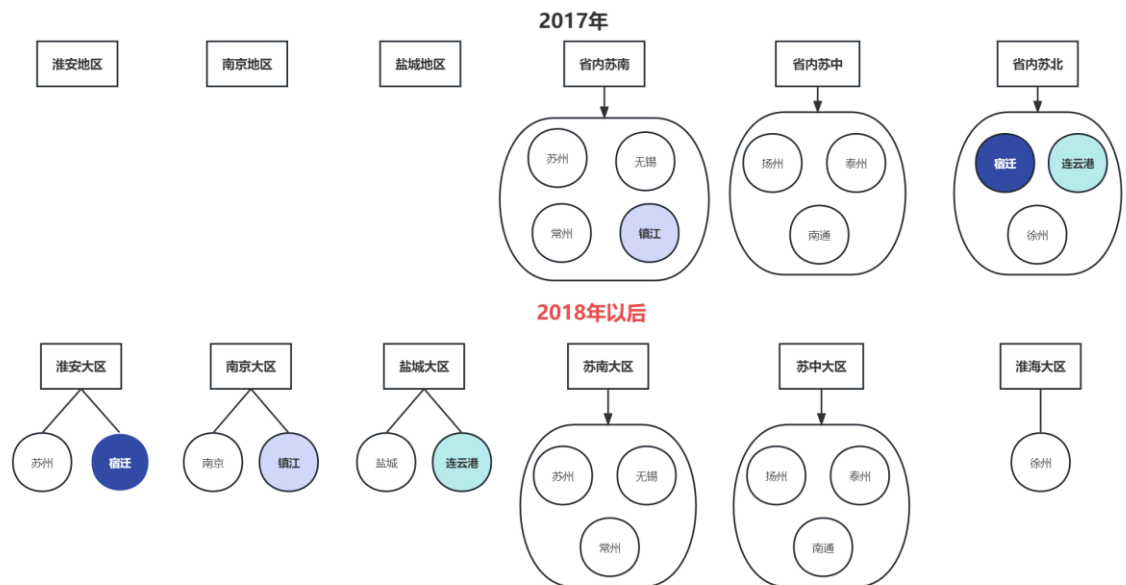 2017年
淮安地区
南京地区
盐城地区
省内苏南
省内苏中
省内苏北
苏州
无锡
常州
镇江
扬州
泰州
南通
宿迁
连云港
徐州
2018年以后
淮安大区
南京大区
盐城大区
苏南大区
苏中大区
淮海大区
苏州
宿迁
南京
镇江
盐城
连云港
苏州
无锡
常州
扬州
泰州
南通
徐州